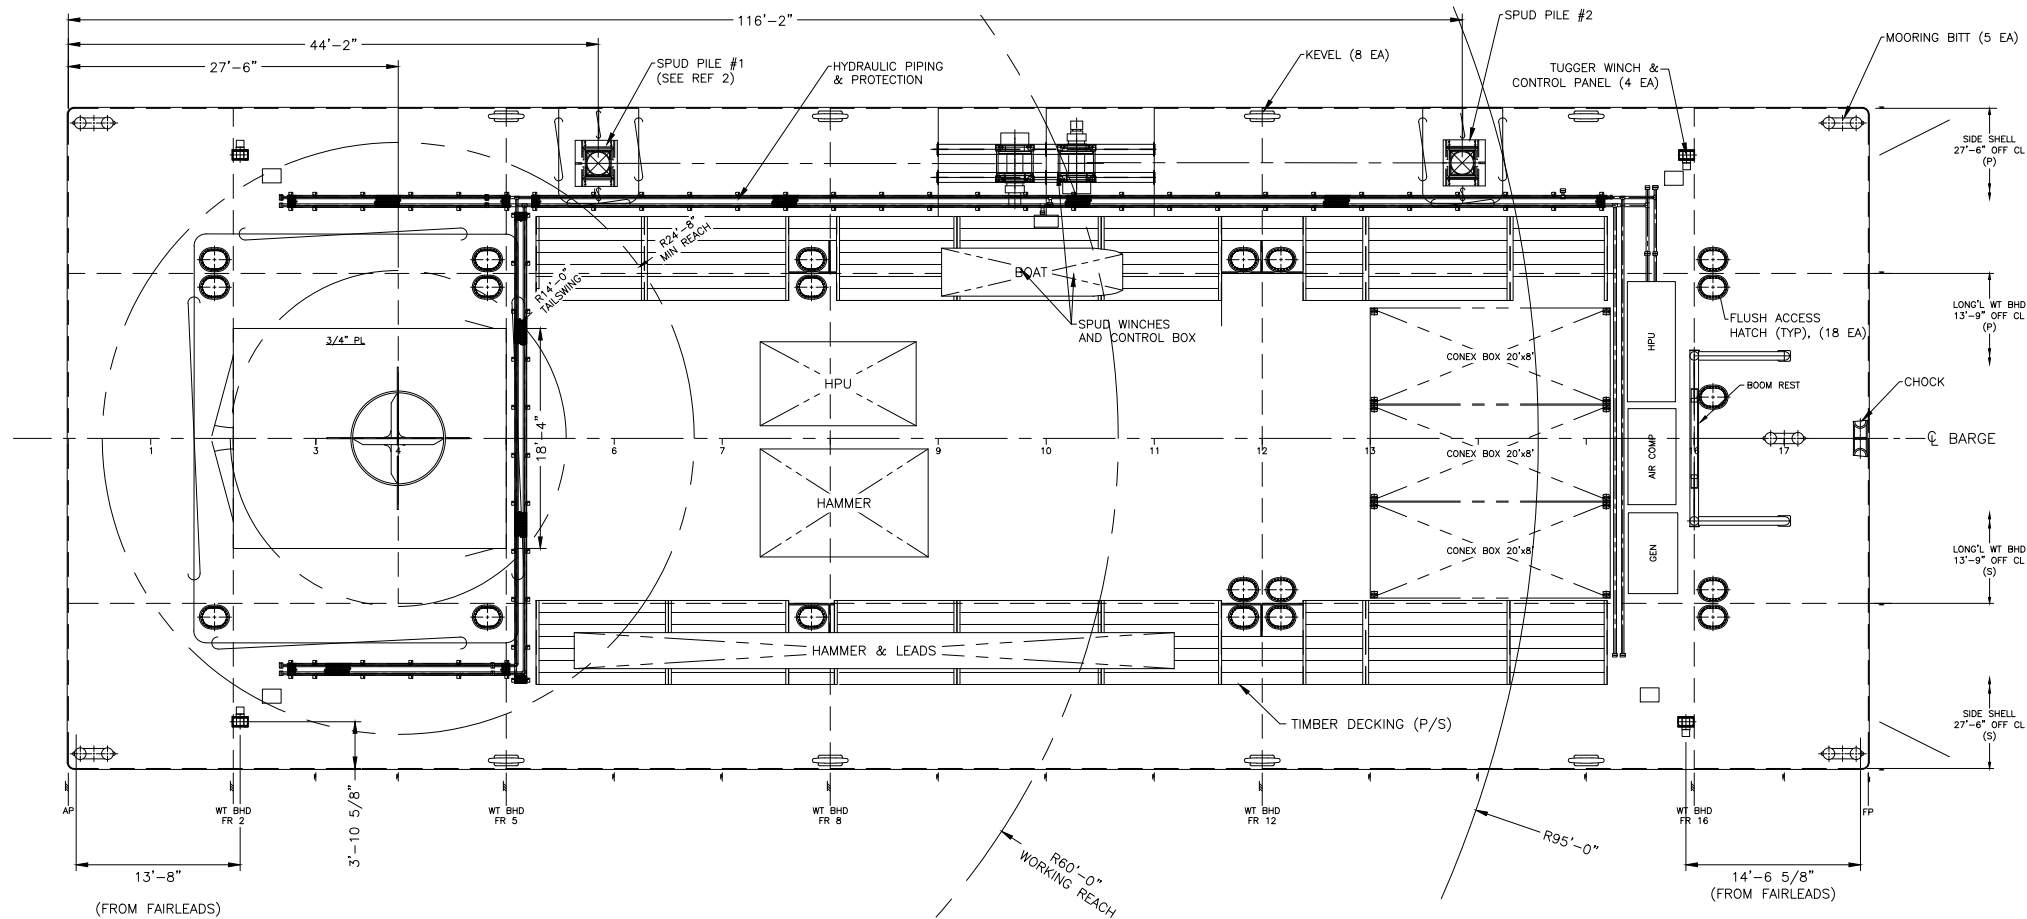 116'-2"
SPUD PILE #2
44'-2"
MOORING BITT (5 EA)
KEVEL (8 EA)
27'-6"
SPUD PILE #1
(SEE REF 2)
HYDRAULIC PIPING
& PROTECTION
TUGGER WINCH &
CONTROL PANEL (4 EA)
SIDE SHELL
27'-6" OFF CL
(P)
R24'-8"
MIN REACH
R14'-0"
TAILSWING
BOAT
LONG'L WT BHD
13'-9" OFF CL
(P)
SPUD WINCHES
AND CONTROL BOX
FLUSH ACCESS
HATCH (TYP), (18 EA)
3/4" PL
HPU
CONEX BOX 20'x8'
HPU
BOOM REST
CHOCK
18'-4"
CL BARGE
1
3
4
6
7
8
9
10
11
12
13
16
17
CONEX BOX 20'x8'
AIR COMP
HAMMER
CONEX BOX 20'x8'
GEN
LONG'L WT BHD
13'-9" OFF CL
(S)
HAMMER & LEADS
TIMBER DECKING (P/S)
SIDE SHELL
27'-6" OFF CL
(S)
AP
WT BHD
FR 2
3'-10 5/8"
WT BHD
FR 5
WT BHD
FR 8
WT BHD
FR 12
WT BHD
FR 16
FP
R95'-0"
R60'-0"
WORKING REACH
13'-8"
(FROM FAIRLEADS)
14'-6 5/8"
(FROM FAIRLEADS)